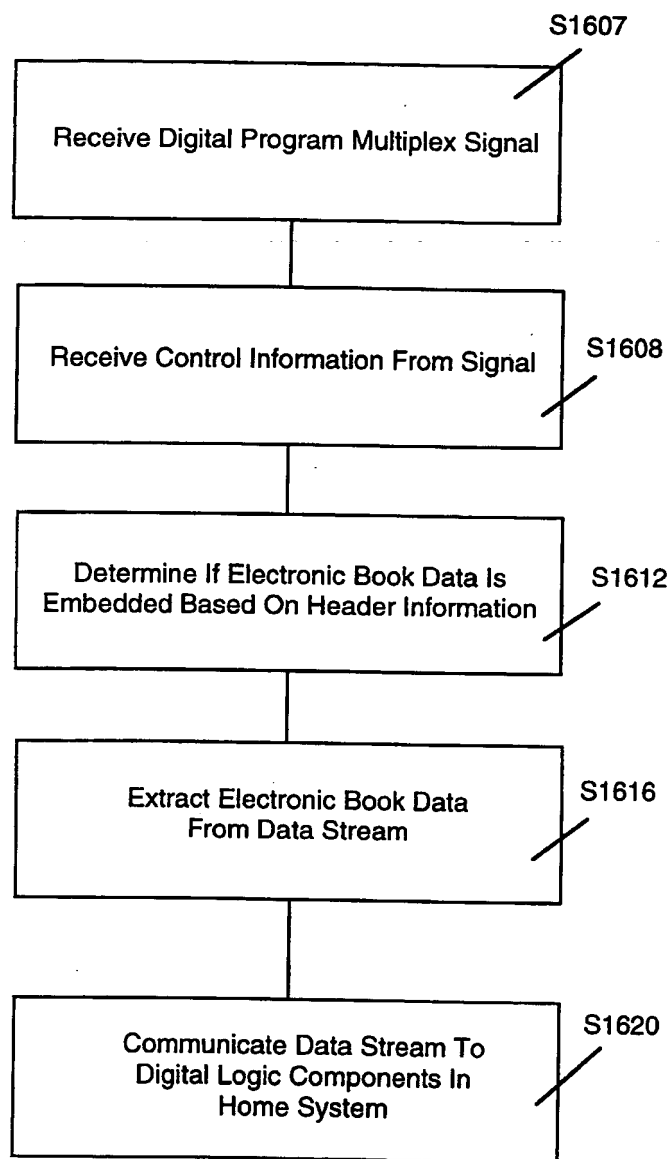 S1607
Receive Digital Program Multiplex Signal
Receive Control Information From Signal
S1608
Determine If Electronic Book Data Is
Embedded Based On Header Information
S1612
Extract Electronic Book Data
From Data Stream
S1616
Communicate Data Stream To
Digital Logic Components In
Home System
S1620